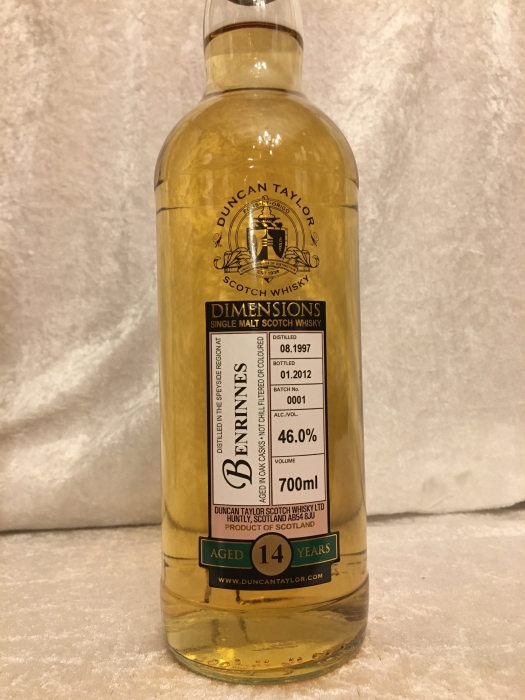 DUNCAN TAYLOR
SCOTCH WHISKY
DIMENSIONS
SINGLE MALT SCOTCH WHISKY
DISTILLED IN THE SPEYSIDE REGION AT
BENRINNES
AGED IN OAK CASKS • NOT CHILL FILTERED OR COLOURED
DISTILLED
08.1997
BOTTLED
01.2012
BATCH No.
0001
ALC./VOL.
46.0%
VOLUME
700ml
DUNCAN TAYLOR SCOTCH WHISKY LTD
HUNTLY, SCOTLAND AB54 8JU
PRODUCT OF SCOTLAND
AGED 14 YEARS
WWW.DUNCANTAYLOR.COM